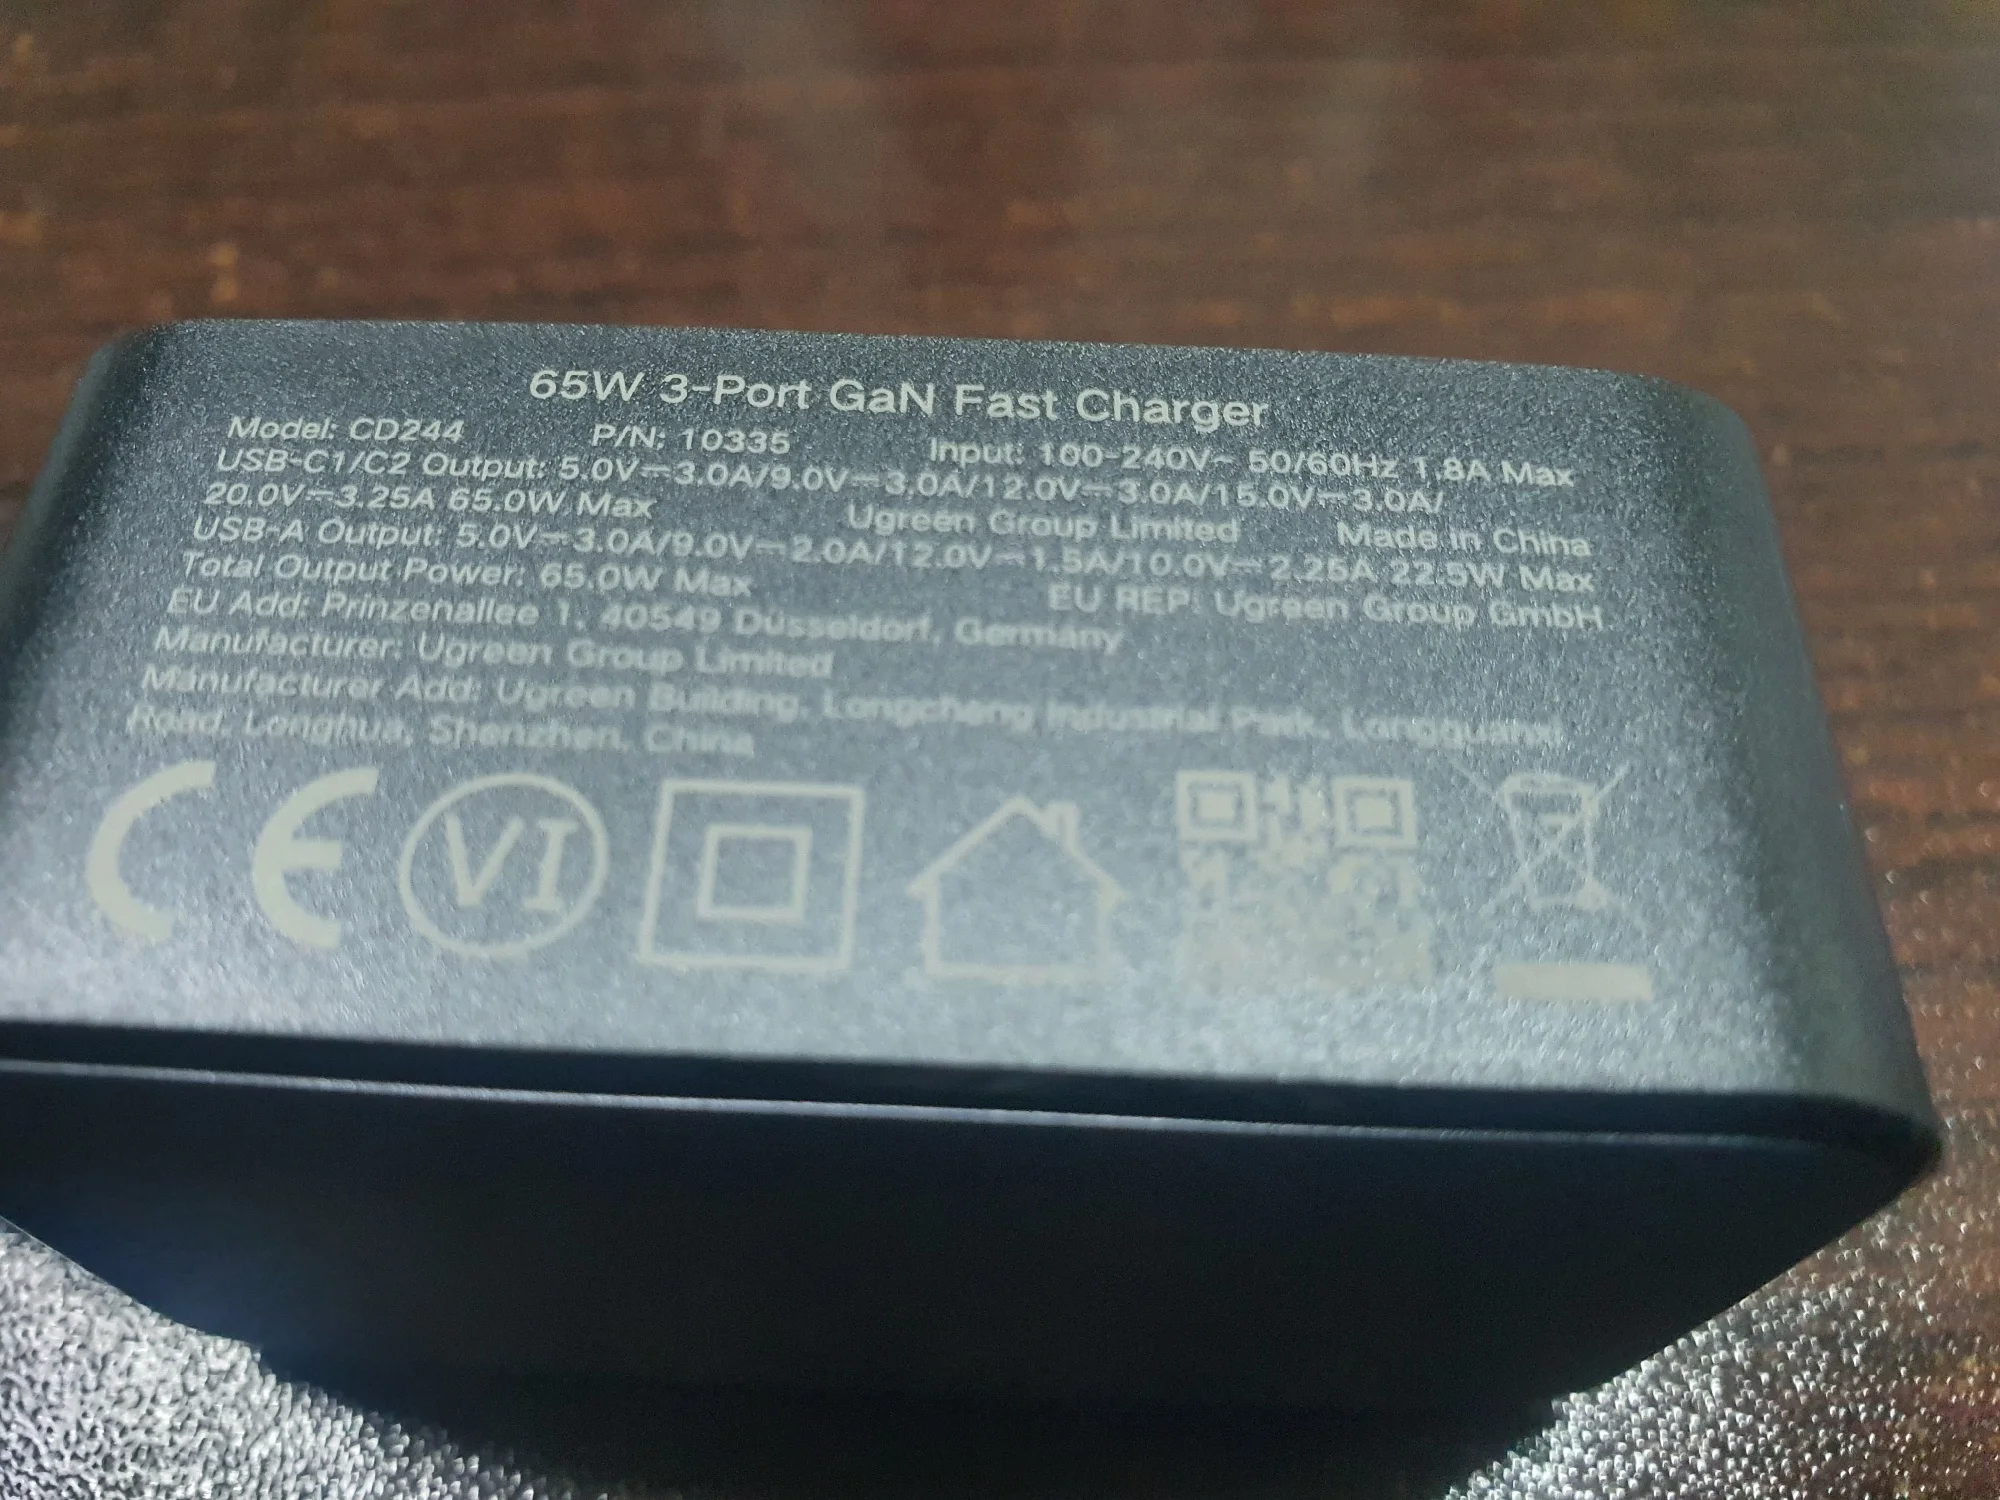 65W 3-Port GaN Fast Charger
Model: CD244 P/N: 10335 Input: 100-240V~ 50/60Hz 1.8A Max
USB-C1/C2 Output: 5.0V⎓3.0A/9.0V⎓3.0A/12.0V⎓3.0A/15.0V⎓3.0A/
20.0V⎓3.25A 65.0W Max Ugreen Group Limited Made in China
USB-A Output: 5.0V⎓3.0A/9.0V⎓2.0A/12.0V⎓1.5A/10.0V⎓2.25A 22.5W Max
Total Output Power: 65.0W Max EU REP: Ugreen Group GmbH
EU Add: Prinzenallee 1, 40549 Düsseldorf, Germany
Manufacturer: Ugreen Group Limited
Manufacturer Add: Ugreen Building, Longcheng Industrial Park, Longguanxi
Road, Longhua, Shenzhen, China
CE VI